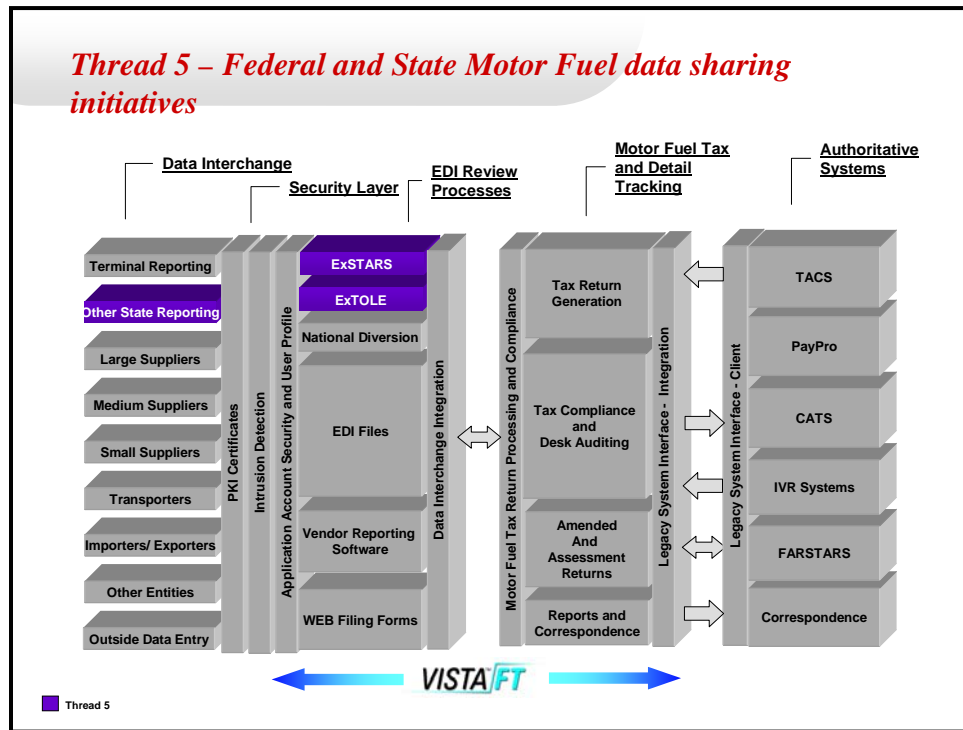 Thread 5 – Federal and State Motor Fuel data sharing
initiatives
Data Interchange
Security Layer
EDI Review
Processes
Motor Fuel Tax
and Detail
Tracking
Authoritative
Systems
Terminal Reporting
Other State Reporting
Large Suppliers
Medium Suppliers
Small Suppliers
Transporters
Importers/ Exporters
Other Entities
Outside Data Entry
PKI Certificates
Intrusion Detection
Application Account Security and User Profile
ExSTARS
ExTOLE
National Diversion
EDI Files
Vendor Reporting
Software
WEB Filing Forms
Data Interchange Integration
Motor Fuel Tax Return Processing and Compliance
Tax Return
Generation
Tax Compliance
and
Desk Auditing
Amended
And
Assessment
Returns
Reports and
Correspondence
Legacy System Interface - Integration
Legacy System Interface - Client
TACS
PayPro
CATS
IVR Systems
FARSTARS
Correspondence
VISTA FT
Thread 5